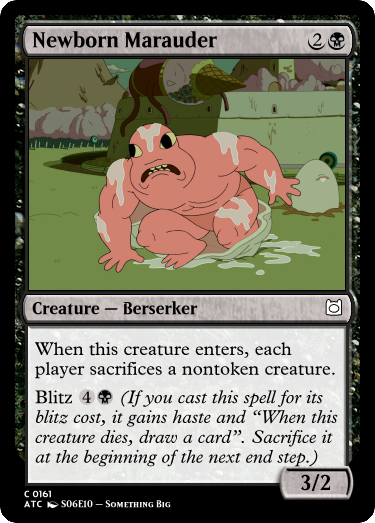 Newborn Marauder 2
Creature — Berserker
When this creature enters, each
player sacrifices a nontoken creature.
Blitz 4 (If you cast this spell for its
blitz cost, it gains haste and “When this
creature dies, draw a card”. Sacrifice it
at the beginning of the next end step.)
3/2
C 0161
ATC S06E10 — Something Big